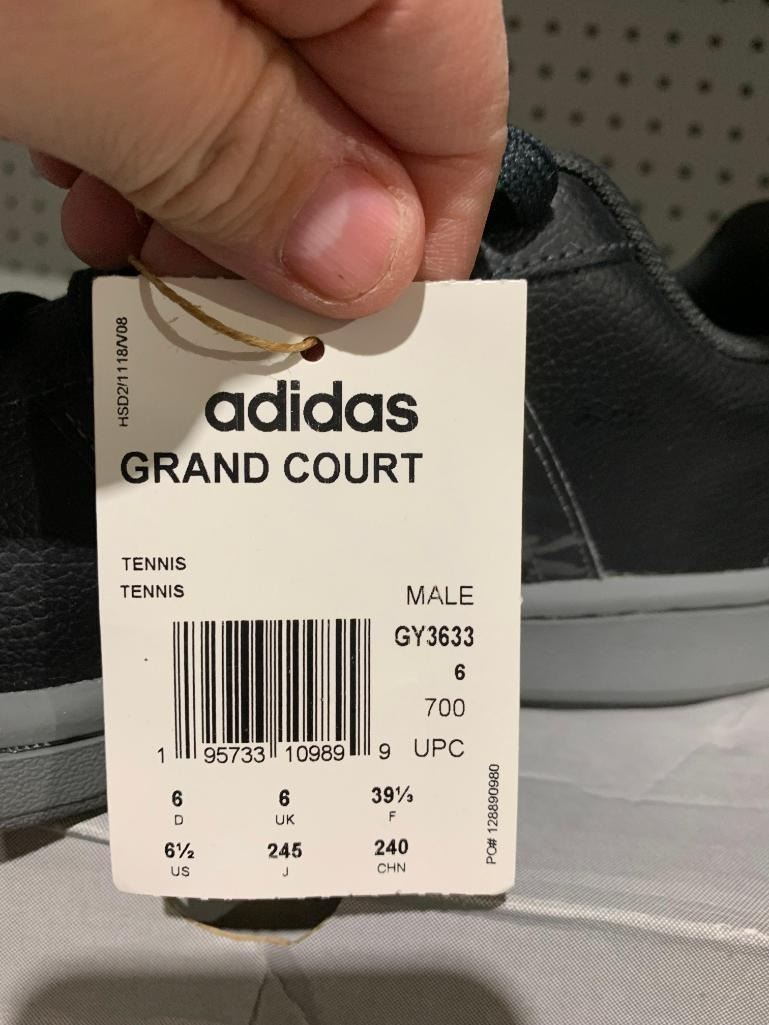 HSD2/1118/V08
adidas
GRAND COURT
TENNIS
TENNIS
MALE
GY3633
6
700
UPC
1 95733 10989 9
6 6 39⅓
D UK F
6½ 245 240
US J CHN
PO# 128890980